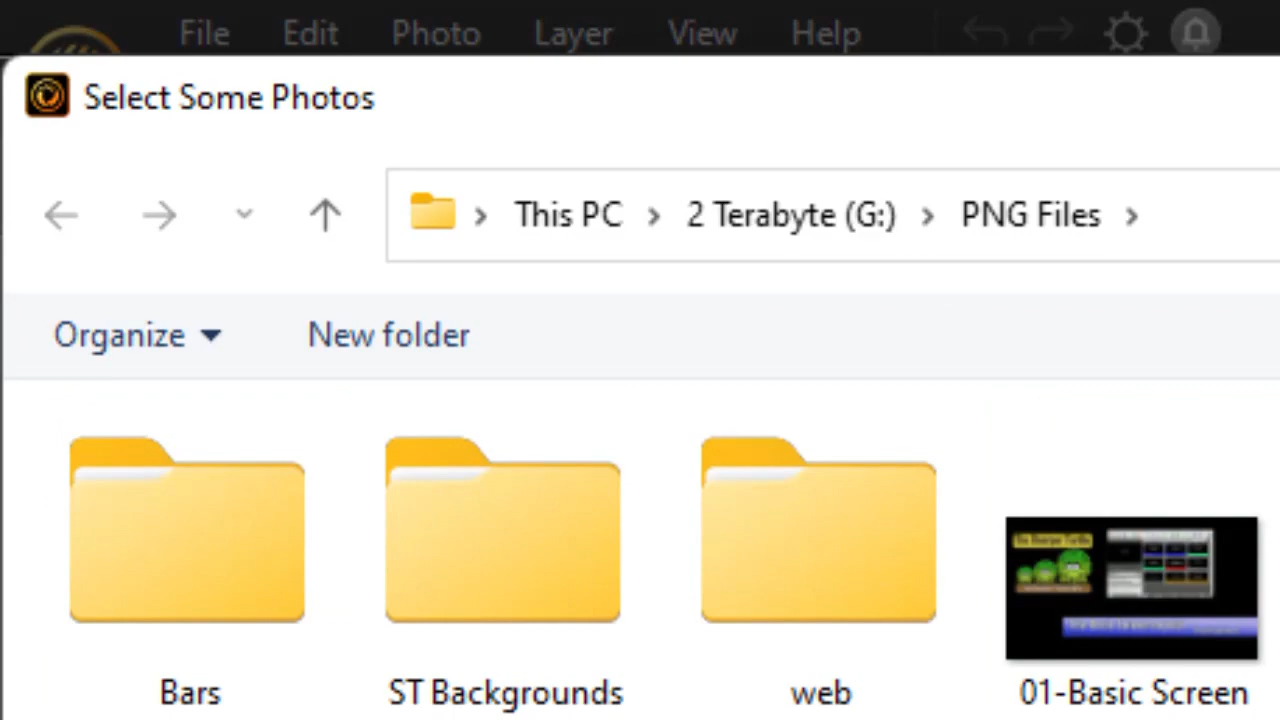 File Edit Photo Layer View Help
Select Some Photos
This PC > 2 Terabyte (G:) > PNG Files >
Organize New folder
Bars ST Backgrounds web 01-Basic Screen